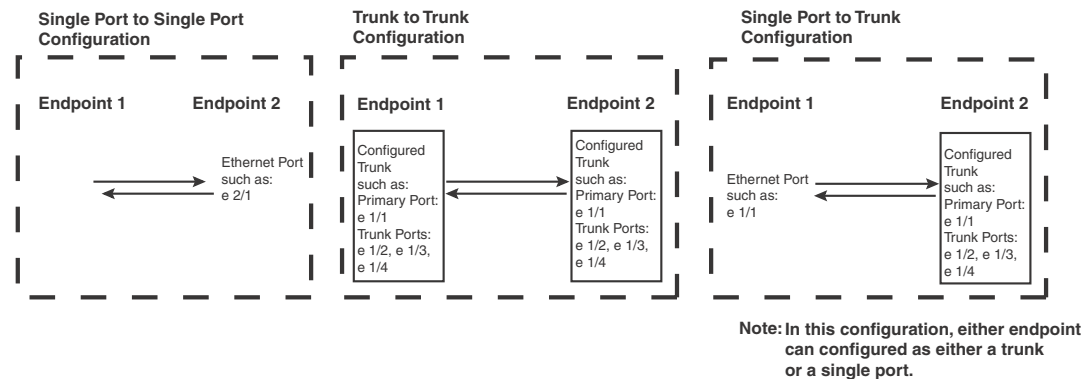 Single Port to Single Port
Configuration
Endpoint 1
Endpoint 2
Ethernet Port
such as:
e 2/1
Trunk to Trunk
Configuration
Endpoint 1
Endpoint 2
Configured
Trunk
such as:
Primary Port:
e 1/1
Trunk Ports:
e 1/2, e 1/3,
e 1/4
Configured
Trunk
such as:
Primary Port:
e 1/1
Trunk Ports:
e 1/2, e 1/3,
e 1/4
Single Port to Trunk
Configuration
Endpoint 1
Endpoint 2
Ethernet Port
such as:
e 1/1
Configured
Trunk
such as:
Primary Port:
e 1/1
Trunk Ports:
e 1/2, e 1/3,
e 1/4
Note: In this configuration, either endpoint
can configured as either a trunk
or a single port.